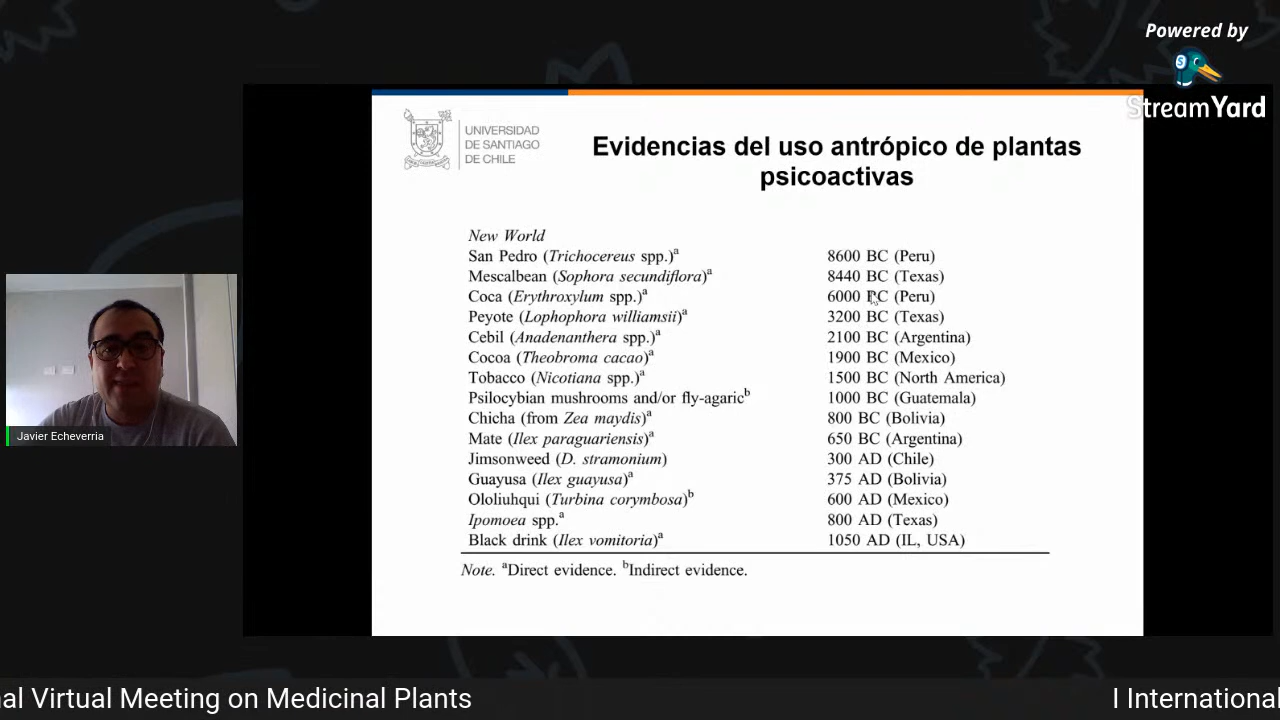 Powered by
StreamYard
UNIVERSIDAD
DE SANTIAGO
DE CHILE
Evidencias del uso antrópico de plantas
psicoactivas
New World
San Pedro (Trichocereus spp.)ᵃ 8600 BC (Peru)
Mescalbean (Sophora secundiflora)ᵃ 8440 BC (Texas)
Coca (Erythroxylum spp.)ᵃ 6000 BC (Peru)
Peyote (Lophophora williamsii)ᵃ 3200 BC (Texas)
Cebil (Anadenanthera spp.)ᵃ 2100 BC (Argentina)
Cocoa (Theobroma cacao)ᵃ 1900 BC (Mexico)
Tobacco (Nicotiana spp.)ᵃ 1500 BC (North America)
Psilocybian mushrooms and/or fly-agaricᵇ 1000 BC (Guatemala)
Chicha (from Zea maydis)ᵃ 800 BC (Bolivia)
Mate (Ilex paraguariensis)ᵃ 650 BC (Argentina)
Jimsonweed (D. stramonium) 300 AD (Chile)
Guayusa (Ilex guayusa)ᵃ 375 AD (Bolivia)
Ololiuhqui (Turbina corymbosa)ᵇ 600 AD (Mexico)
Ipomoea spp.ᵃ 800 AD (Texas)
Black drink (Ilex vomitoria)ᵃ 1050 AD (IL, USA)
Note. ᵃDirect evidence. ᵇIndirect evidence.
Javier Echeverria
al Virtual Meeting on Medicinal Plants I International